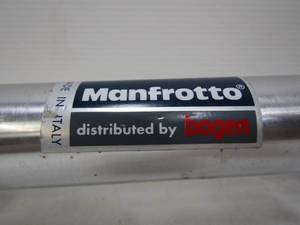 Manfrotto®
distributed by bogen
IN ITALY